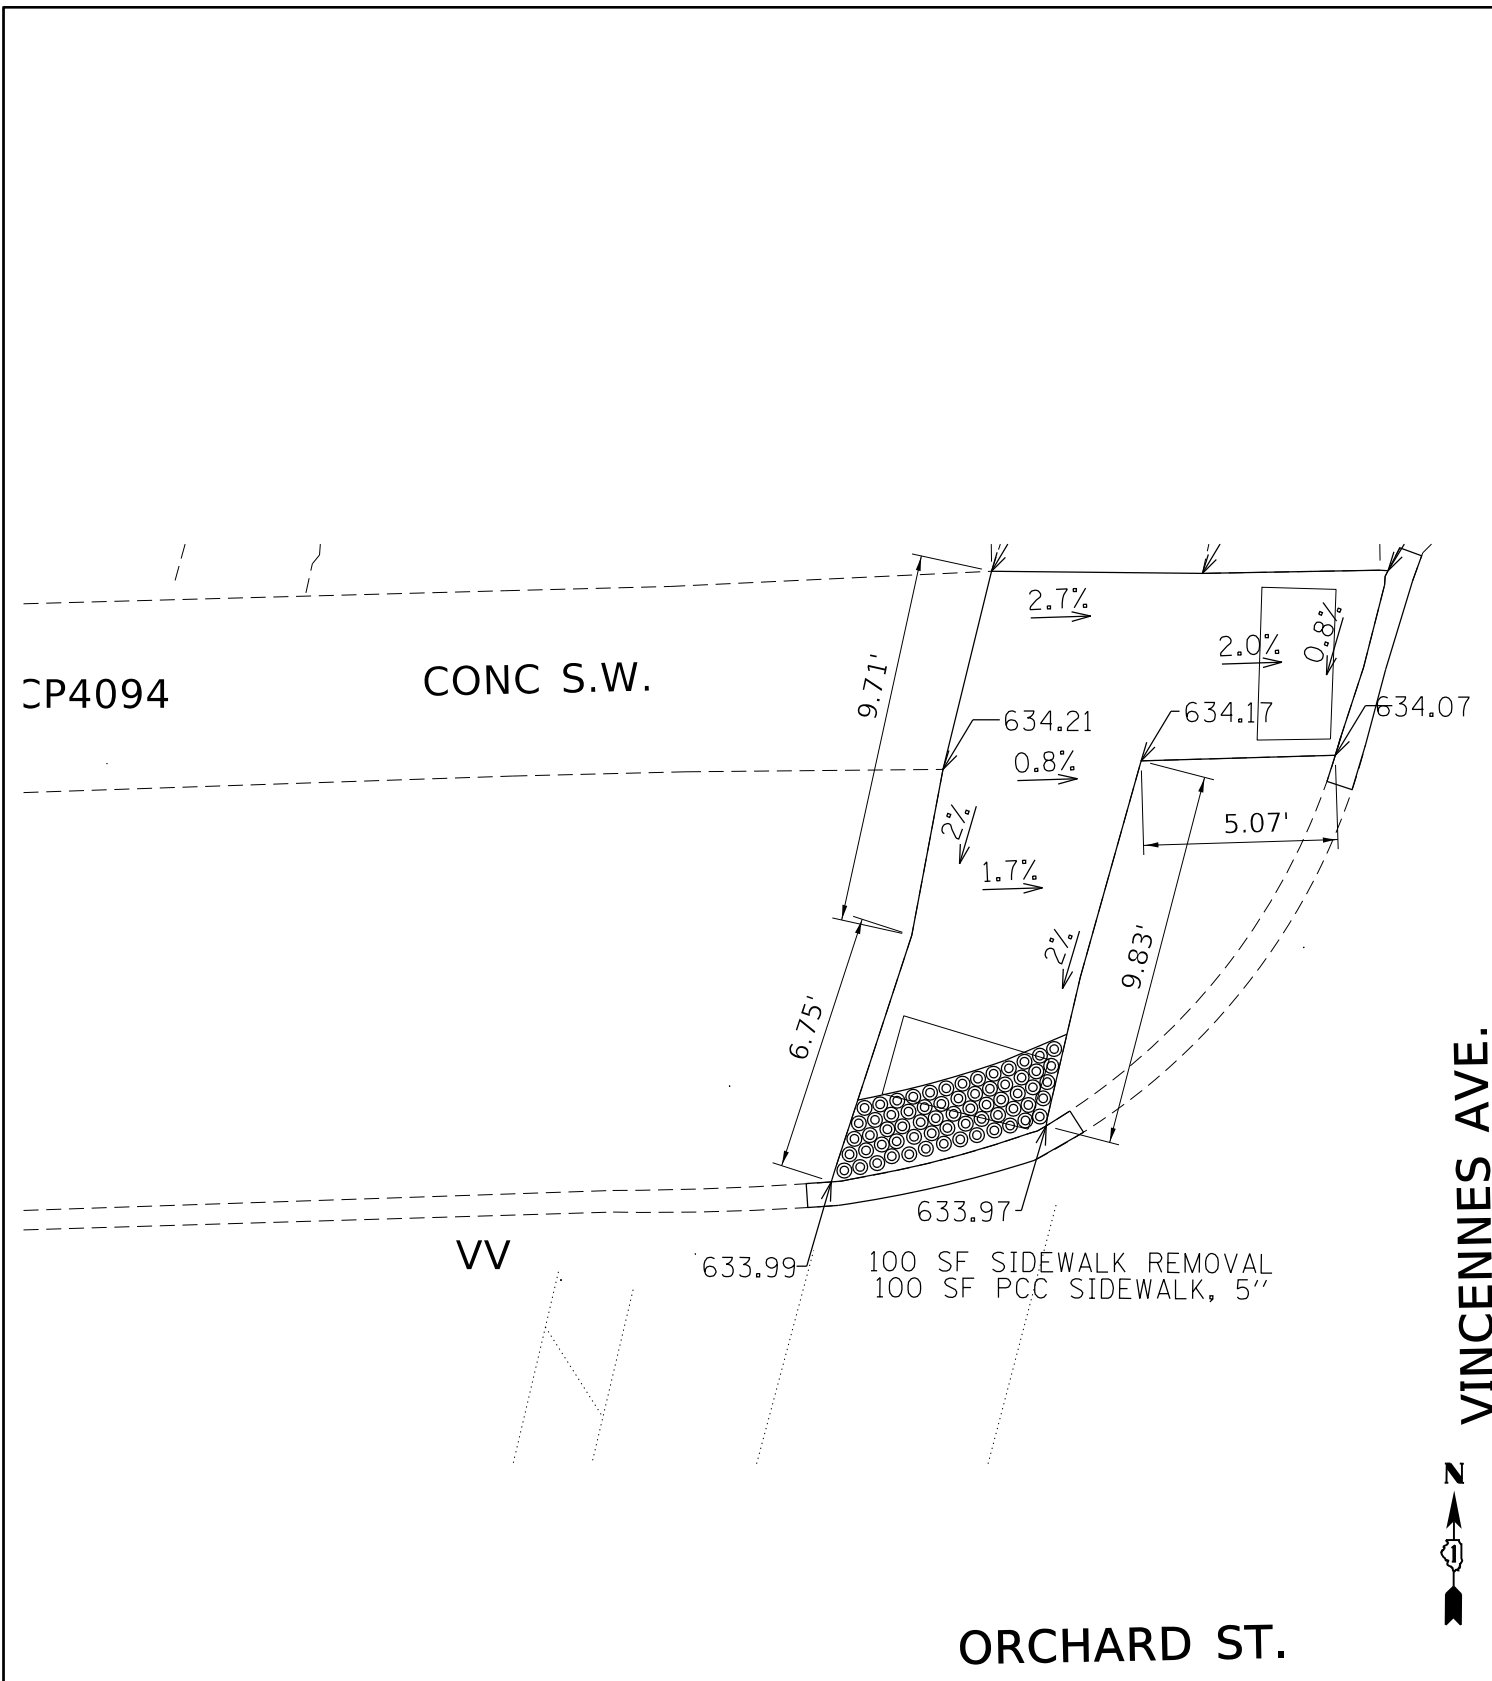 2.7%
2.0%
0.8%
9.71'
CONC S.W.
CP4094
634.21
634.17
634.07
0.8%
2%
5.07'
1.7%
2%
9.83'
6.75'
633.97
VV
633.99
100 SF SIDEWALK REMOVAL
100 SF PCC SIDEWALK, 5"
VINCENNES AVE.
N
1
ORCHARD ST.